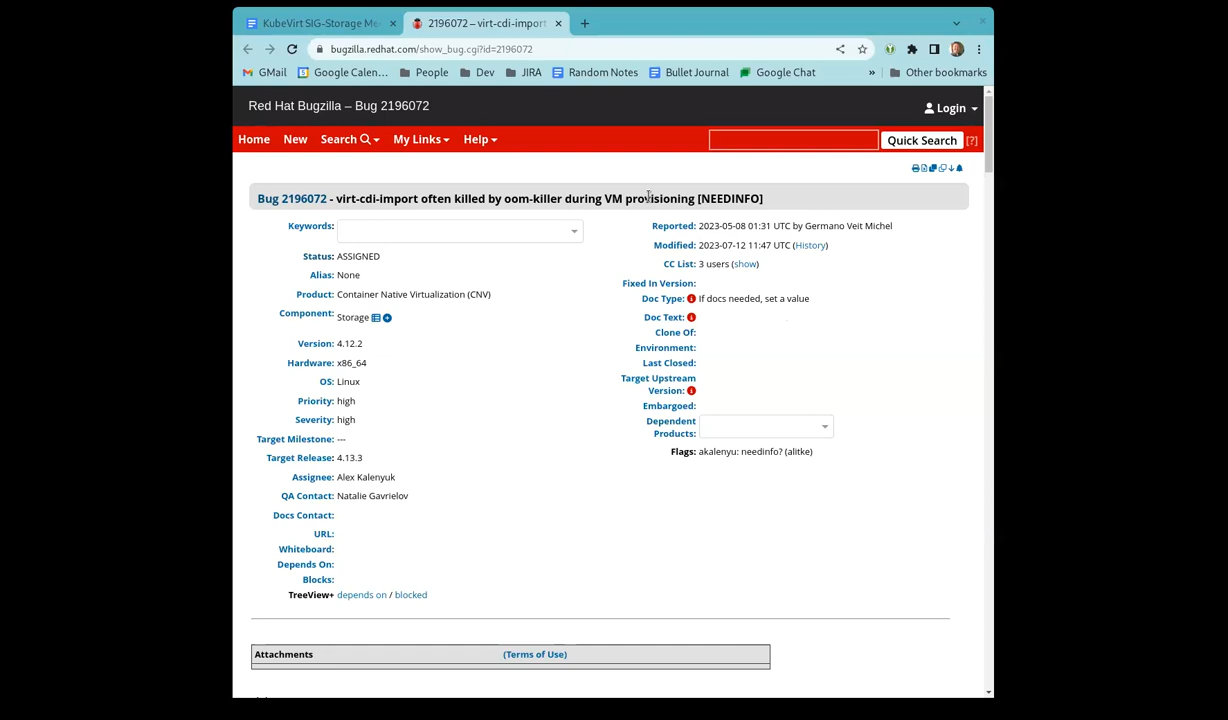 KubeVirt SIG-Storage Me
2196072 – virt-cdi-import
bugzilla.redhat.com/show_bug.cgi?id=2196072
GMail Google Calen... People Dev JIRA Random Notes Bullet Journal Google Chat » Other bookmarks
Red Hat Bugzilla – Bug 2196072
Login
Home New Search My Links Help Quick Search [?]
Bug 2196072 - virt-cdi-import often killed by oom-killer during VM provisioning [NEEDINFO]
Keywords:
Status: ASSIGNED
Alias: None
Product: Container Native Virtualization (CNV)
Component: Storage
Version: 4.12.2
Hardware: x86_64
OS: Linux
Priority: high
Severity: high
Target Milestone: ---
Target Release: 4.13.3
Assignee: Alex Kalenyuk
QA Contact: Natalie Gavrielov
Docs Contact:
URL:
Whiteboard:
Depends On:
Blocks:
TreeView+ depends on / blocked
Reported: 2023-05-08 01:31 UTC by Germano Veit Michel
Modified: 2023-07-12 11:47 UTC (History)
CC List: 3 users (show)
Fixed In Version:
Doc Type: If docs needed, set a value
Doc Text:
Clone Of:
Environment:
Last Closed:
Target Upstream
Version:
Embargoed:
Dependent
Products:
Flags: akalenyu: needinfo? (alitke)
Attachments (Terms of Use)